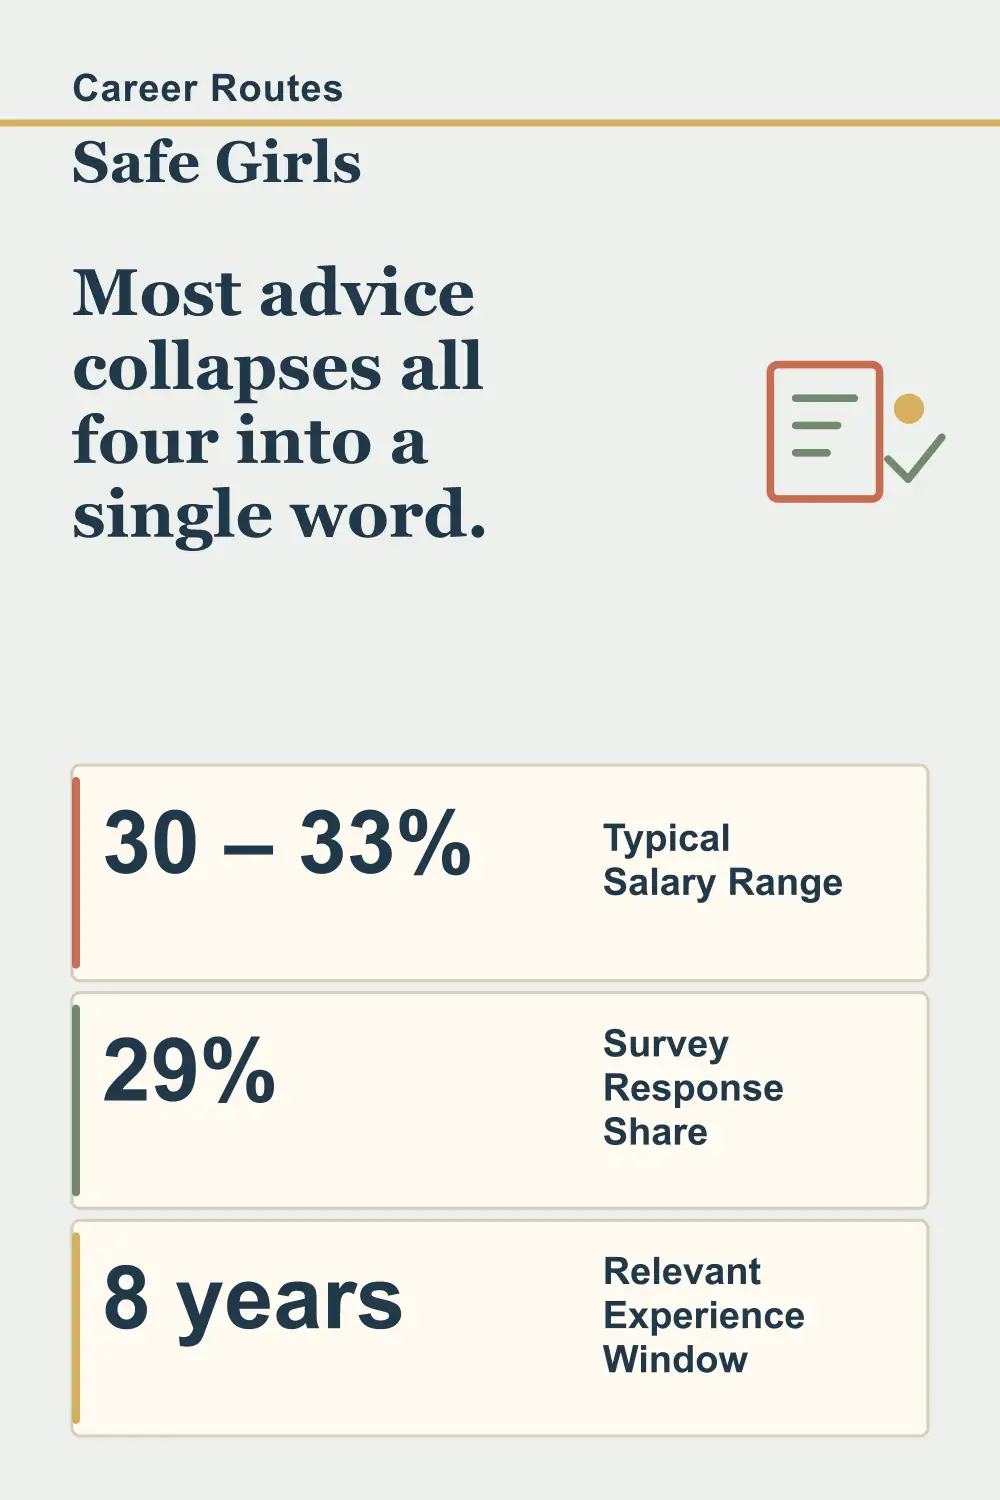 Career Routes
Safe Girls
Most advice
collapses all
four into a
single word.
30 – 33%
Typical
Salary Range
29%
Survey
Response
Share
8 years
Relevant
Experience
Window